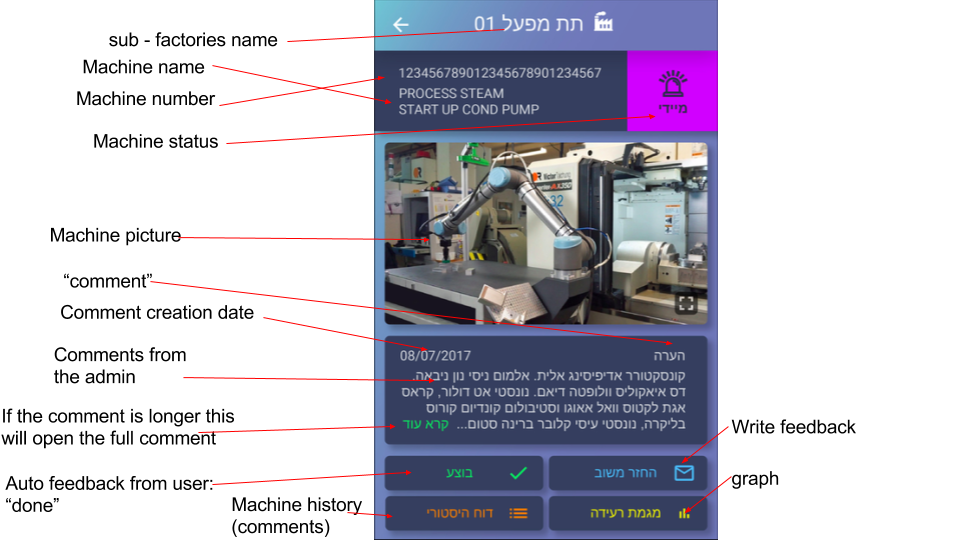 תת מפעל 01
sub - factories name
Machine name
Machine number
Machine status
123456789012345678901234567
PROCESS STEAM
START UP COND PUMP
מיידי
Machine picture
“comment”
Comment creation date
Comments from
the admin
If the comment is longer this
will open the full comment
הערה
08/07/2017
קונסקטורר אדיפיסינג אלית. אלמום ניסי נון ניבאה.
דס איאקוליס וולופטה דיאם. נונסטי אט דולור, קראס
אגת לקטוס וואל אאוגו וסטיבולום קונדיום קורוס
בליקרה, נונסטי עיסי קלובר ברינה סטום... קרא עוד
Write feedback
graph
החזר משוב
בוצע
מגמת רעידה
דוח היסטורי
Auto feedback from user:
“done”
Machine history
(comments)